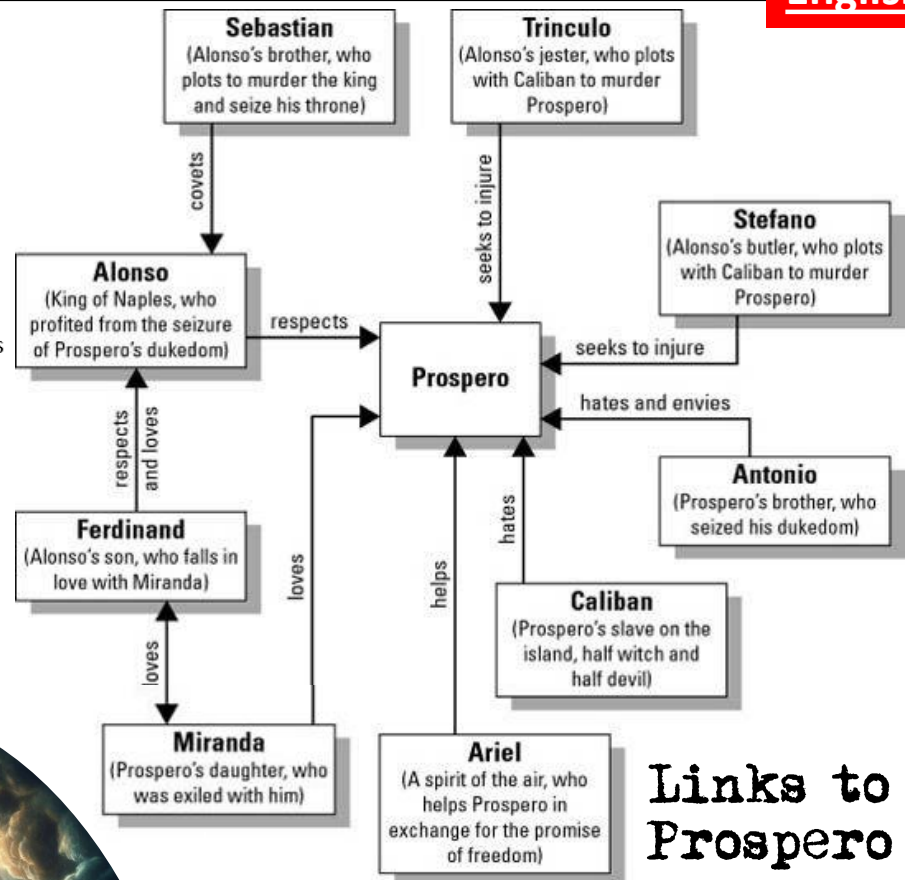 Sebastian
(Alonso's brother, who
plots to murder the king
and seize his throne)
Trinculo
(Alonso's jester, who plots
with Caliban to murder
Prospero)
covets
seeks to injure
Stefano
(Alonso's butler, who plots
with Caliban to murder
Prospero)
Alonso
(King of Naples, who
profited from the seizure
of Prospero's dukedom)
respects
Prospero
seeks to injure
hates and envies
respects
and loves
Antonio
(Prospero's brother, who
seized his dukedom)
Ferdinand
(Alonso's son, who falls in
love with Miranda)
loves
helps
hates
Caliban
(Prospero's slave on the
island, half witch and
half devil)
loves
Miranda
(Prospero's daughter, who
was exiled with him)
Ariel
(A spirit of the air, who
helps Prospero in
exchange for the promise
of freedom)
Links to
Prospero